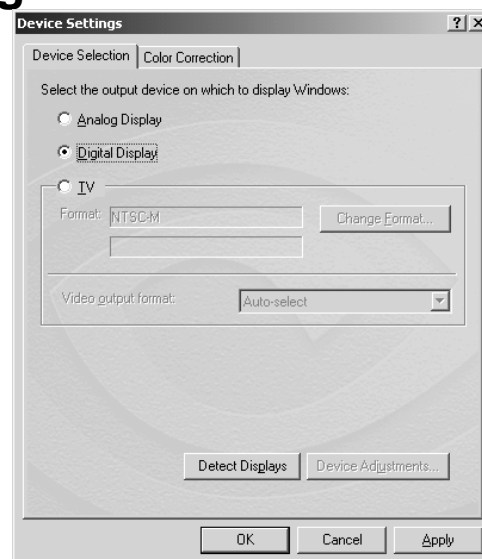 g
Device Settings
Device Selection
Color Correction
Select the output device on which to display Windows:
Analog Display
Digital Display
TV
Format:
NTSC-M
Change Format...
Video output format:
Auto-select
Detect Displays
Device Adjustments...
OK
Cancel
Apply